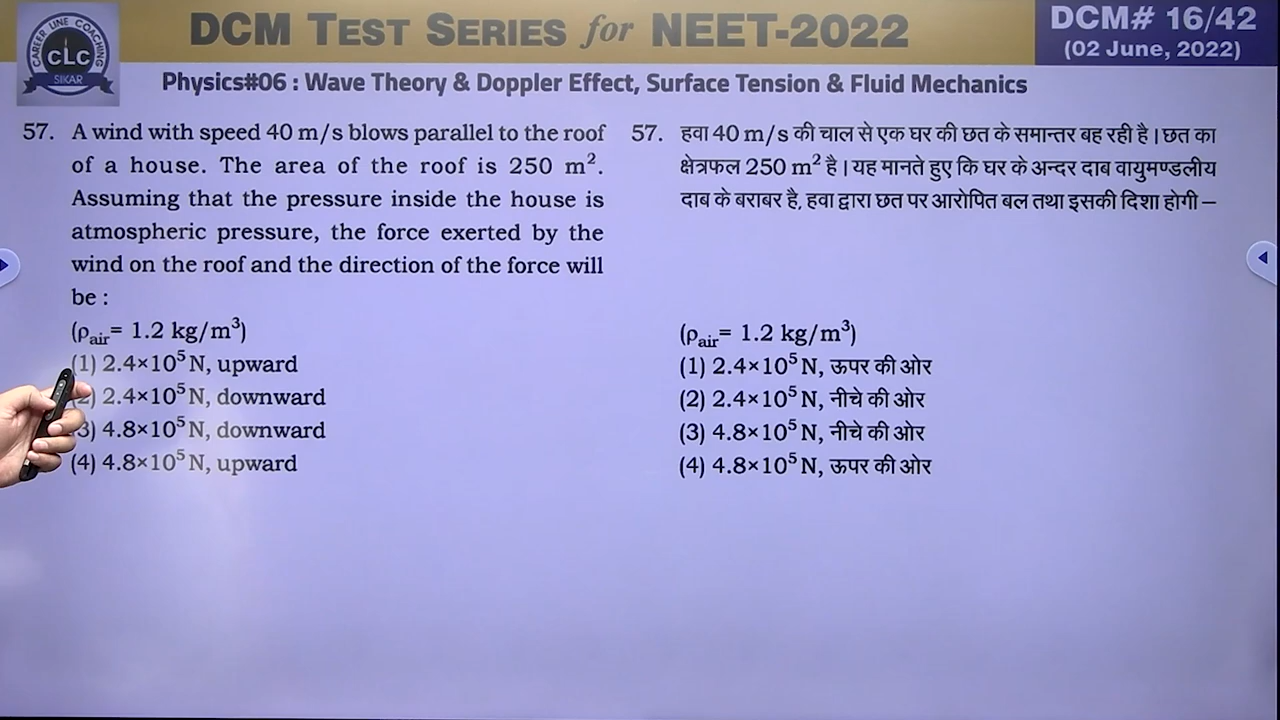 CAREER LINE COACHING
CLC
SIKAR
DCM TEST SERIES for NEET-2022
DCM# 16/42
(02 June, 2022)
Physics#06 : Wave Theory & Doppler Effect, Surface Tension & Fluid Mechanics
57. A wind with speed 40 m/s blows parallel to the roof
of a house. The area of the roof is 250 m².
Assuming that the pressure inside the house is
atmospheric pressure, the force exerted by the
wind on the roof and the direction of the force will
be :
(ρair= 1.2 kg/m³)
(1) 2.4×10⁵ N, upward
(2) 2.4×10⁵ N, downward
(3) 4.8×10⁵ N, downward
(4) 4.8×10⁵ N, upward
57. हवा 40 m/s की चाल से एक घर की छत के समान्तर बह रही है। छत का
क्षेत्रफल 250 m² है। यह मानते हुए कि घर के अन्दर दाब वायुमण्डलीय
दाब के बराबर है, हवा द्वारा छत पर आरोपित बल तथा इसकी दिशा होगी –
(ρair= 1.2 kg/m³)
(1) 2.4×10⁵ N, ऊपर की ओर
(2) 2.4×10⁵ N, नीचे की ओर
(3) 4.8×10⁵ N, नीचे की ओर
(4) 4.8×10⁵ N, ऊपर की ओर